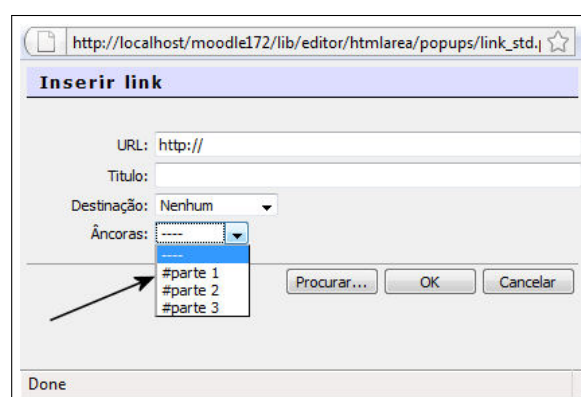 http://localhost/moodle172/lib/editor/htmlarea/popups/link_std.p
Inserir link
URL: http://
Titulo:
Destinação: Nenhum
Âncoras: ----
----
#parte 1
#parte 2
#parte 3
Procurar... OK Cancelar
Done